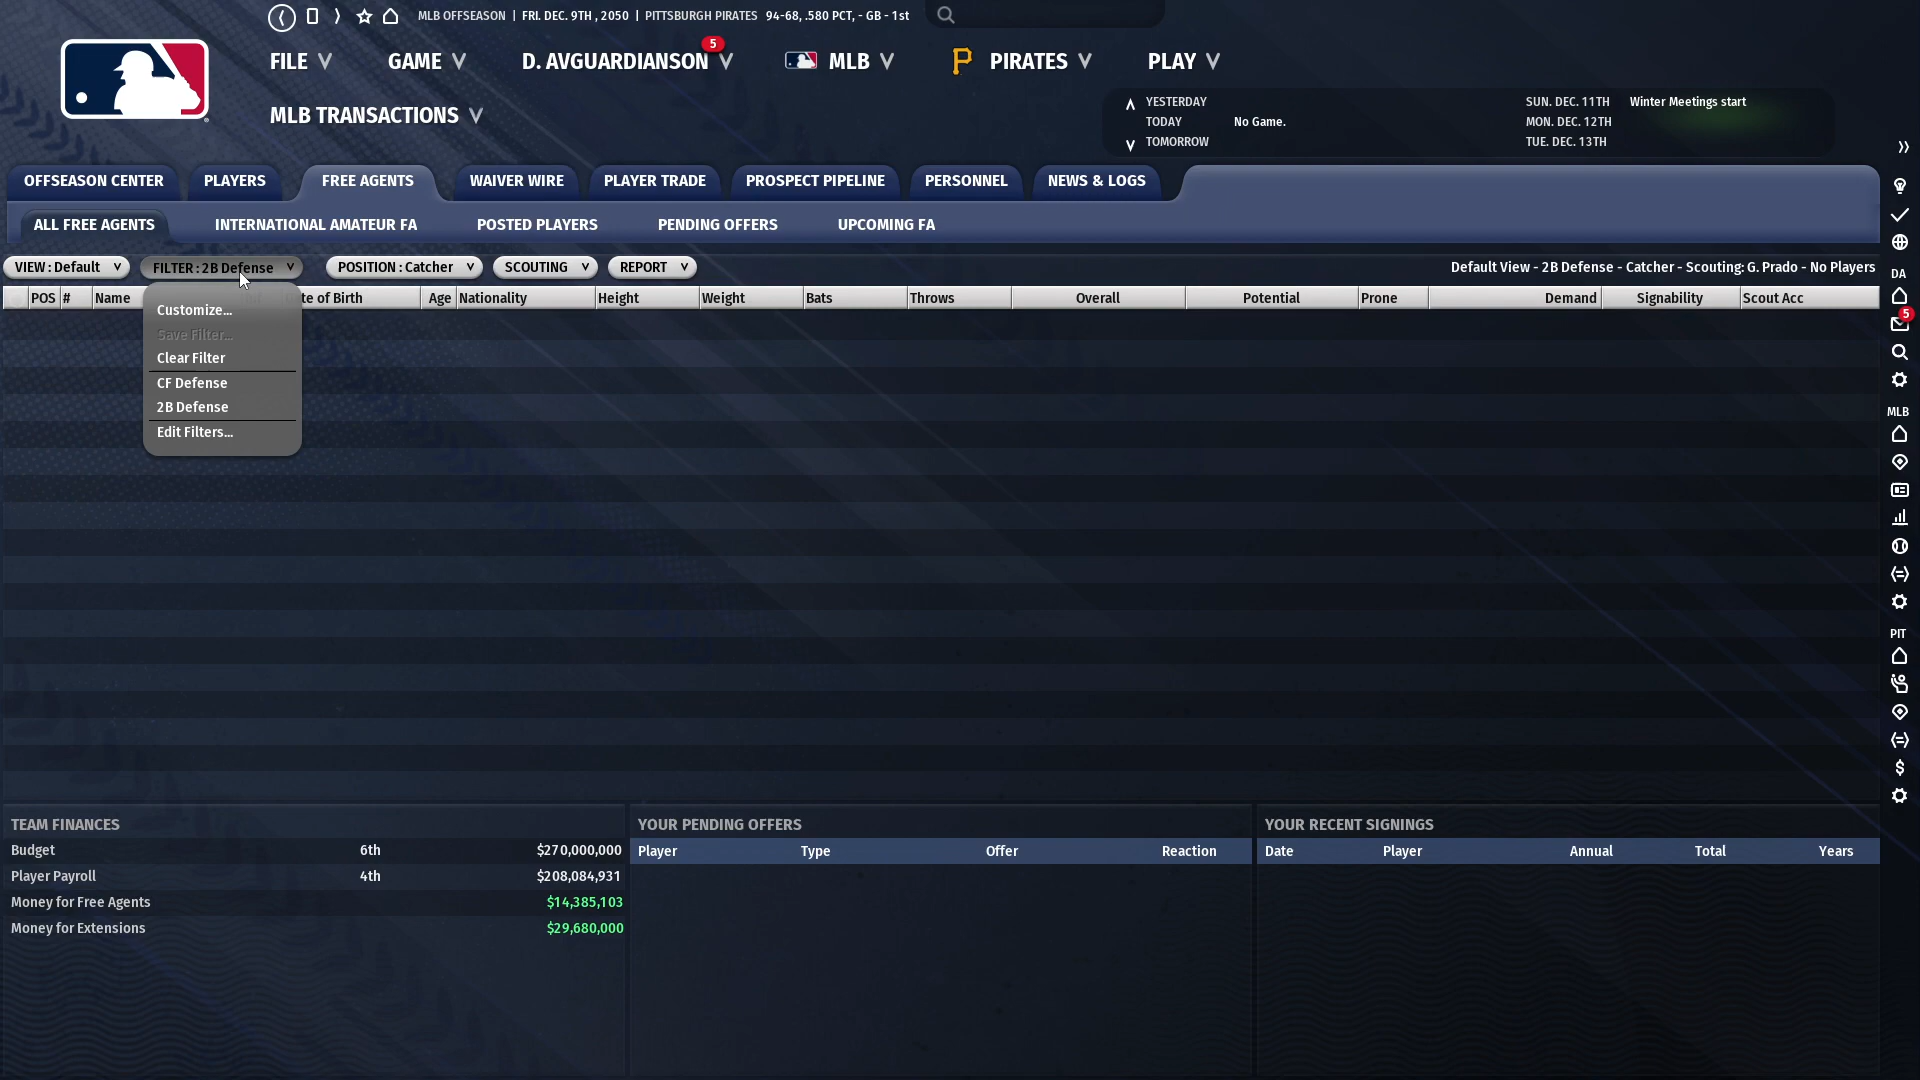 MLB OFFSEASON | FRI. DEC. 9TH , 2050 | PITTSBURGH PIRATES 94-68, .580 PCT, - GB - 1st
FILE GAME D. AVGUARDIANSON 5 MLB PIRATES PLAY
MLB TRANSACTIONS
YESTERDAY
TODAY No Game.
TOMORROW
SUN. DEC. 11TH Winter Meetings start
MON. DEC. 12TH
TUE. DEC. 13TH
OFFSEASON CENTER PLAYERS FREE AGENTS WAIVER WIRE PLAYER TRADE PROSPECT PIPELINE PERSONNEL NEWS & LOGS
ALL FREE AGENTS INTERNATIONAL AMATEUR FA POSTED PLAYERS PENDING OFFERS UPCOMING FA
VIEW : Default FILTER : 2B Defense POSITION : Catcher SCOUTING REPORT Default View - 2B Defense - Catcher - Scouting: G. Prado - No Players
POS # Name of Birth Age Nationality Height Weight Bats Throws Overall Potential Prone Demand Signability Scout Acc
Customize...
Save Filter...
Clear Filter
CF Defense
2B Defense
Edit Filters...
DA
5
MLB
PIT
TEAM FINANCES
Budget 6th $270,000,000
Player Payroll 4th $208,084,931
Money for Free Agents $14,385,103
Money for Extensions $29,680,000
YOUR PENDING OFFERS
Player Type Offer Reaction
YOUR RECENT SIGNINGS
Date Player Annual Total Years